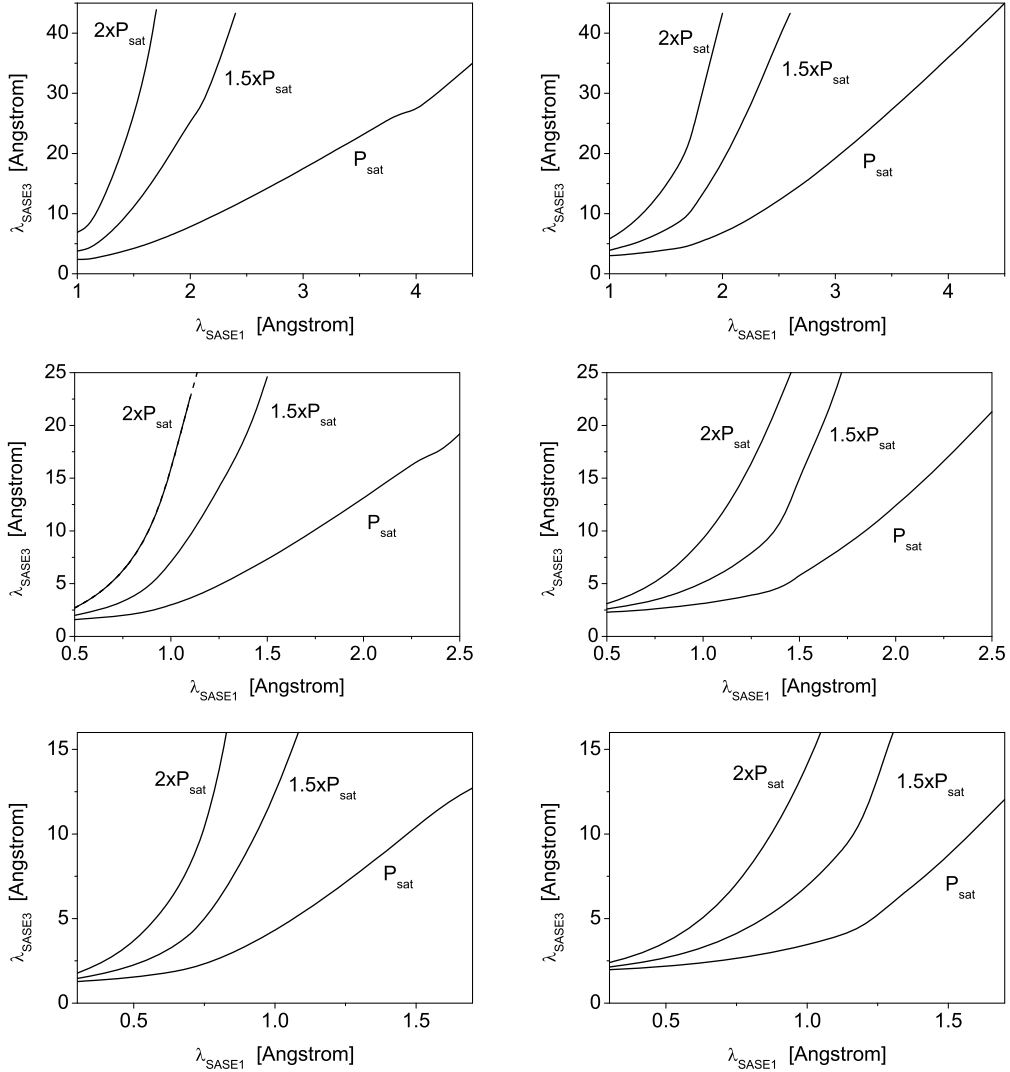 40
30
20
10
0
1 2 3 4
λSASE3 [Angstrom]
λSASE1 [Angstrom]
2xPsat
1.5xPsat
Psat
40
30
20
10
0
1 2 3 4
λSASE3 [Angstrom]
λSASE1 [Angstrom]
2xPsat
1.5xPsat
Psat
25
20
15
10
5
0
0.5 1.0 1.5 2.0 2.5
λSASE3 [Angstrom]
λSASE1 [Angstrom]
2xPsat
1.5xPsat
Psat
25
20
15
10
5
0
0.5 1.0 1.5 2.0 2.5
λSASE3 [Angstrom]
λSASE1 [Angstrom]
2xPsat
1.5xPsat
Psat
15
10
5
0
0.5 1.0 1.5
λSASE3 [Angstrom]
λSASE1 [Angstrom]
2xPsat
1.5xPsat
Psat
15
10
5
0
0.5 1.0 1.5
λSASE3 [Angstrom]
λSASE1 [Angstrom]
2xPsat
1.5xPsat
Psat